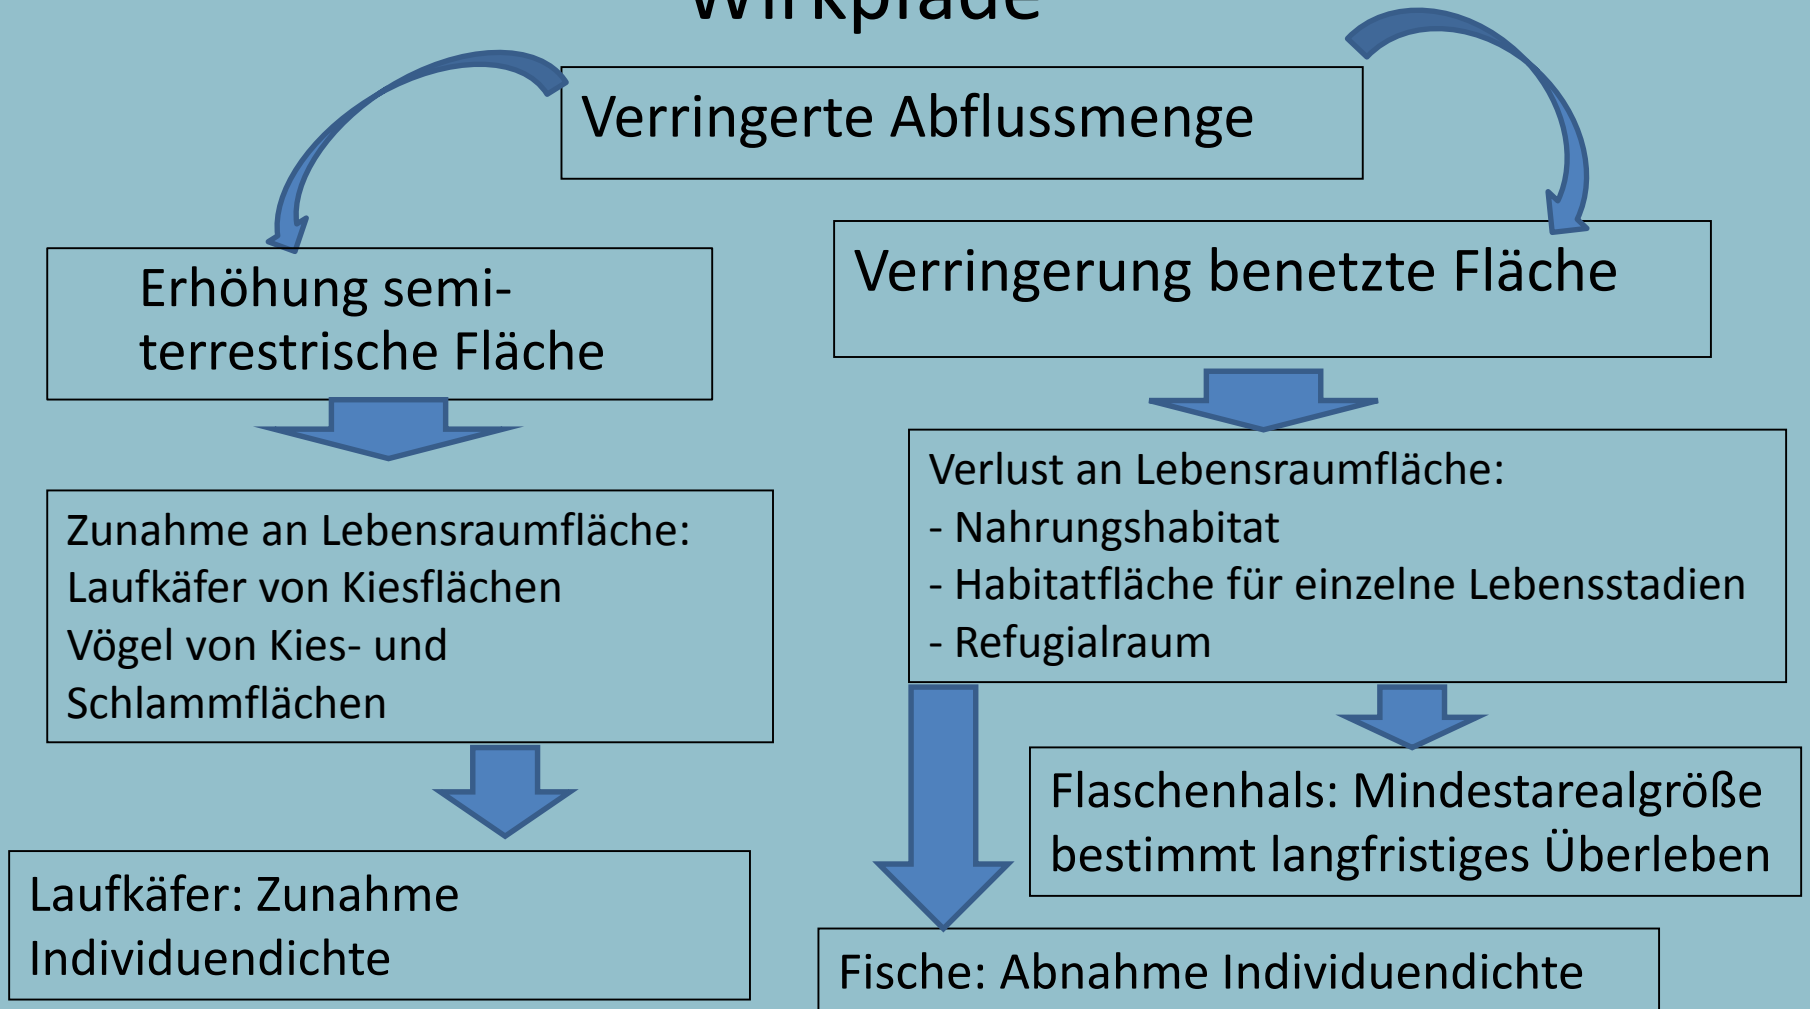 Wirkpfade
Verringerte Abflussmenge
Erhöhung semi-
terrestrische Fläche
Verringerung benetzte Fläche
Zunahme an Lebensraumfläche:
Laufkäfer von Kiesflächen
Vögel von Kies- und
Schlammflächen
Verlust an Lebensraumfläche:
- Nahrungshabitat
- Habitatfläche für einzelne Lebensstadien
- Refugialraum
Flaschenhals: Mindestarealgröße
bestimmt langfristiges Überleben
Laufkäfer: Zunahme
Individuendichte
Fische: Abnahme Individuendichte